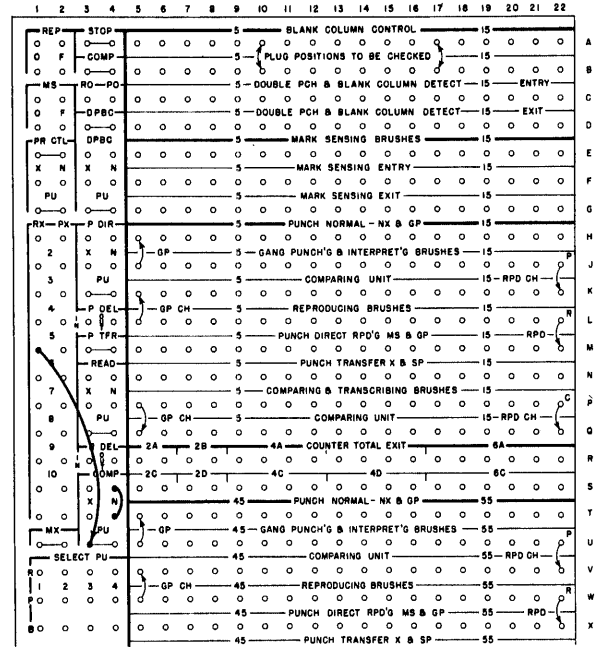 1 2 3 4 5 6 7 8 9 10 11 12 13 14 15 16 17 18 19 20 21 22
REP STOP 5 BLANK COLUMN CONTROL 15
A
O F COMP 5 PLUG POSITIONS TO BE CHECKED 15
B
MS RO PO 5 DOUBLE PCH & BLANK COLUMN DETECT 15 ENTRY
C
O F DPBC 5 DOUBLE PCH & BLANK COLUMN DETECT 15 EXIT
D
PR CTL DPBC 5 MARK SENSING BRUSHES 15
E
X N X N 5 MARK SENSING ENTRY 15
F
PU PU 5 MARK SENSING EXIT 15
G
RX PX P DIR 5 PUNCH NORMAL - NX & GP 15
H
2 X N GP 5 GANG PUNCH'G & INTERPRET'G BRUSHES 15 P
J
3 PU 5 COMPARING UNIT 15 RPD CH
K
4 P DEL GP CH 5 REPRODUCING BRUSHES 15 R
L
5 P TFR 5 PUNCH DIRECT RPD'G MS & GP 15 RPD
M
6 READ 5 PUNCH TRANSFER X & SP 15
N
7 X N 5 COMPARING & TRANSCRIBING BRUSHES 15 C
P
8 PU GP CH 5 COMPARING UNIT 15 RPD CH
Q
9 R DEL 2A 2B 4A COUNTER TOTAL EXIT 6A
R
10 COMP 2C 2D 4C 4D 6C
S
X N 45 PUNCH NORMAL - NX & GP 55
T
MX PU GP 45 GANG PUNCH'G & INTERPRET'G BRUSHES 55 P
U
SELECT PU 45 COMPARING UNIT 55 RPD CH
R V
1 2 3 4 GP CH 45 REPRODUCING BRUSHES 55 R
P W
45 PUNCH DIRECT RPD'G MS & GP 55 RPD
B X
45 PUNCH TRANSFER X & SP 55